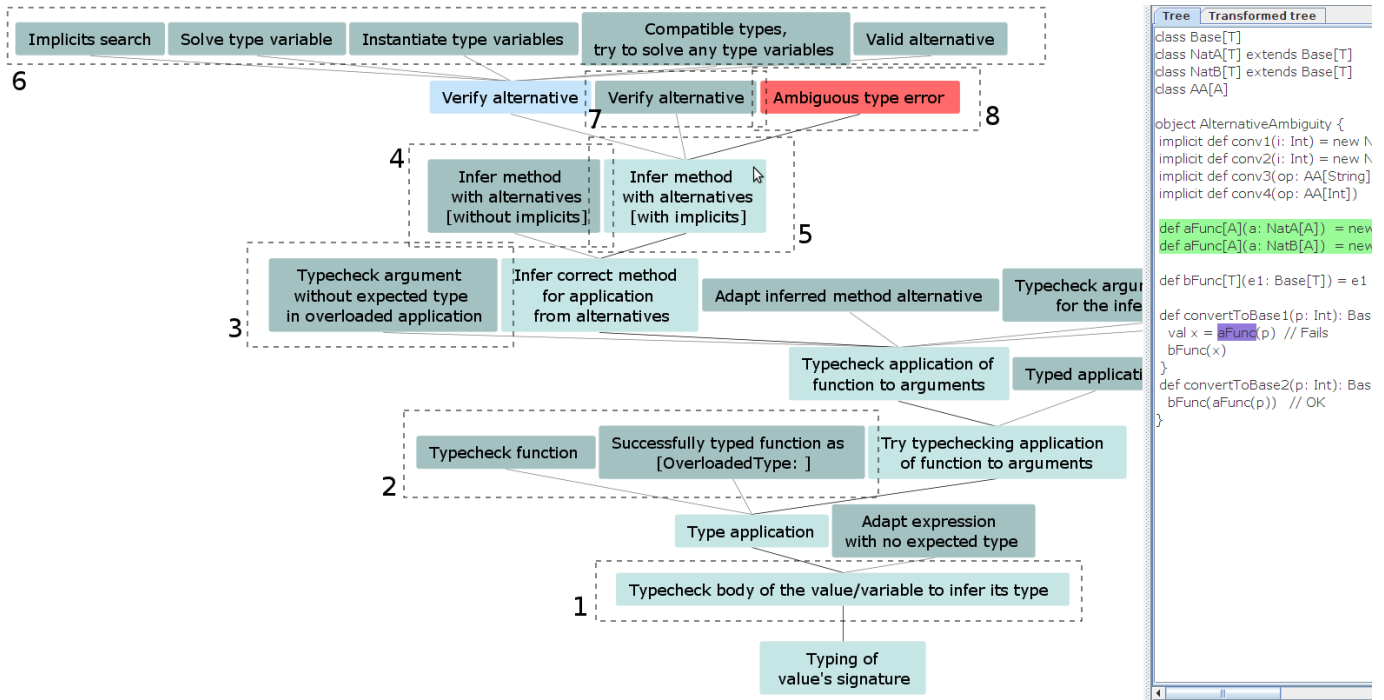 Implicits search
Solve type variable
Instantiate type variables
Compatible types,
try to solve any type variables
Valid alternative
6
Verify alternative
Verify alternative
Ambiguous type error
7
8
4
Infer method
with alternatives
[without implicits]
Infer method
with alternatives
[with implicits]
5
3
Typecheck argument
without expected type
in overloaded application
Infer correct method
for application
from alternatives
Adapt inferred method alternative
Typecheck
for the
Typecheck application of
function to arguments
Typed
2
Typecheck function
Successfully typed function as
[OverloadedType: ]
Try typechecking application
of function to arguments
Type application
Adapt expression
with no expected type
1
Typecheck body of the value/variable to infer its type
Typing of
value's signature
Tree
Transformed tree
class Base[T]
class NatA[T] extends Base[T]
class NatB[T] extends Base[T]
class AA[A]
object AlternativeAmbiguity {
implicit def conv1(i: Int) = new N
implicit def conv2(i: Int) = new N
implicit def conv3(op: AA[String]
implicit def conv4(op: AA[Int])
def aFunc[A](a: NatA[A]) = new
def aFunc[A](a: NatB[A]) = new
def bFunc[T](e1: Base[T]) = e1
def convertToBase1(p: Int): Bas
val x = aFunc(p) // Fails
bFunc(x)
}
def convertToBase2(p: Int): Bas
bFunc(aFunc(p)) // OK
}